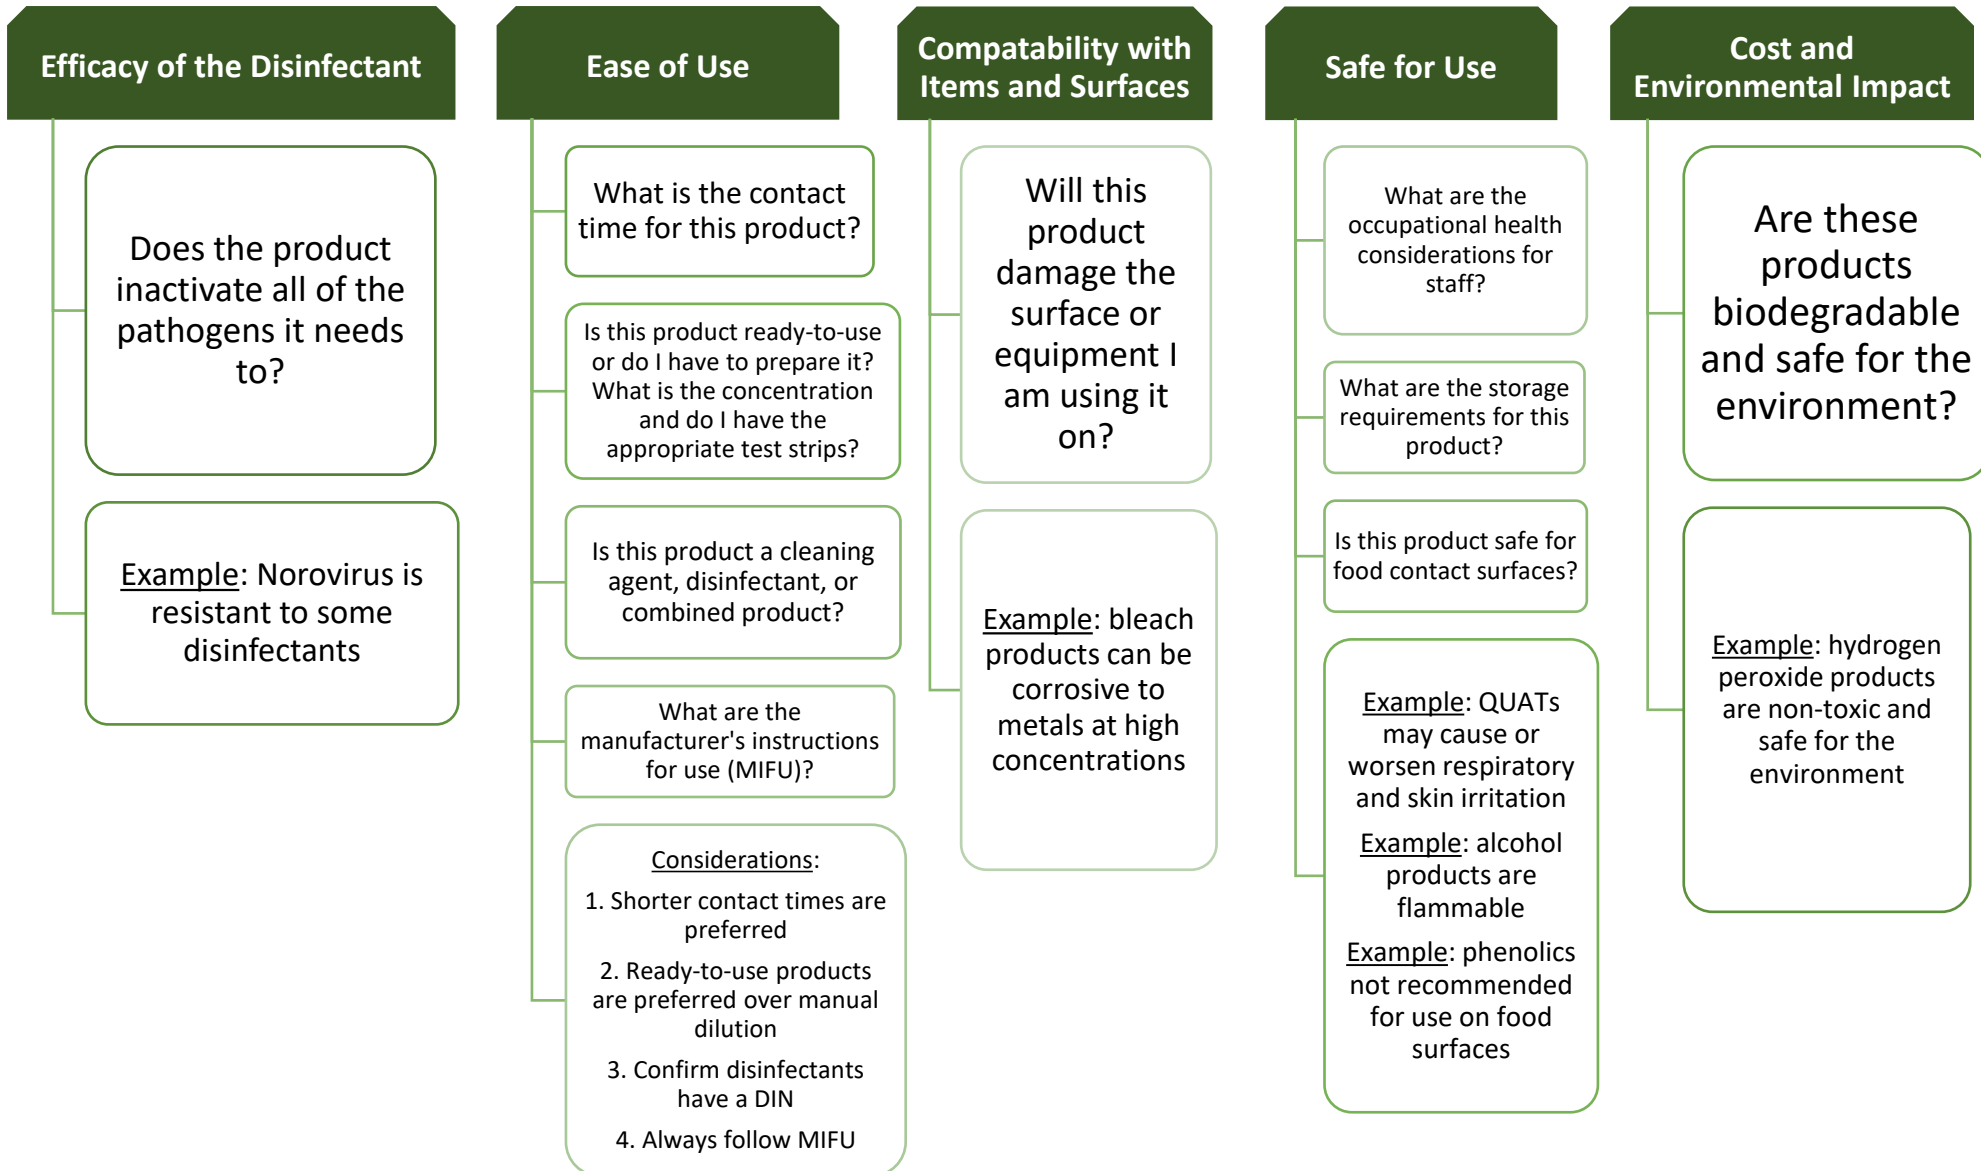 Efficacy of the Disinfectant
Does the product
inactivate all of the
pathogens it needs
to?
Example: Norovirus is
resistant to some
disinfectants
Ease of Use
What is the contact
time for this product?
Is this product ready-to-use
or do I have to prepare it?
What is the concentration
and do I have the
appropriate test strips?
Is this product a cleaning
agent, disinfectant, or
combined product?
What are the
manufacturer's instructions
for use (MIFU)?
Considerations:
1. Shorter contact times are
preferred
2. Ready-to-use products
are preferred over manual
dilution
3. Confirm disinfectants
have a DIN
4. Always follow MIFU
Compatability with
Items and Surfaces
Will this
product
damage the
surface or
equipment I
am using it
on?
Example: bleach
products can be
corrosive to
metals at high
concentrations
Safe for Use
What are the
occupational health
considerations for
staff?
What are the storage
requirements for this
product?
Is this product safe for
food contact surfaces?
Example: QUATs
may cause or
worsen respiratory
and skin irritation
Example: alcohol
products are
flammable
Example: phenolics
not recommended
for use on food
surfaces
Cost and
Environmental Impact
Are these
products
biodegradable
and safe for the
environment?
Example: hydrogen
peroxide products
are non-toxic and
safe for the
environment